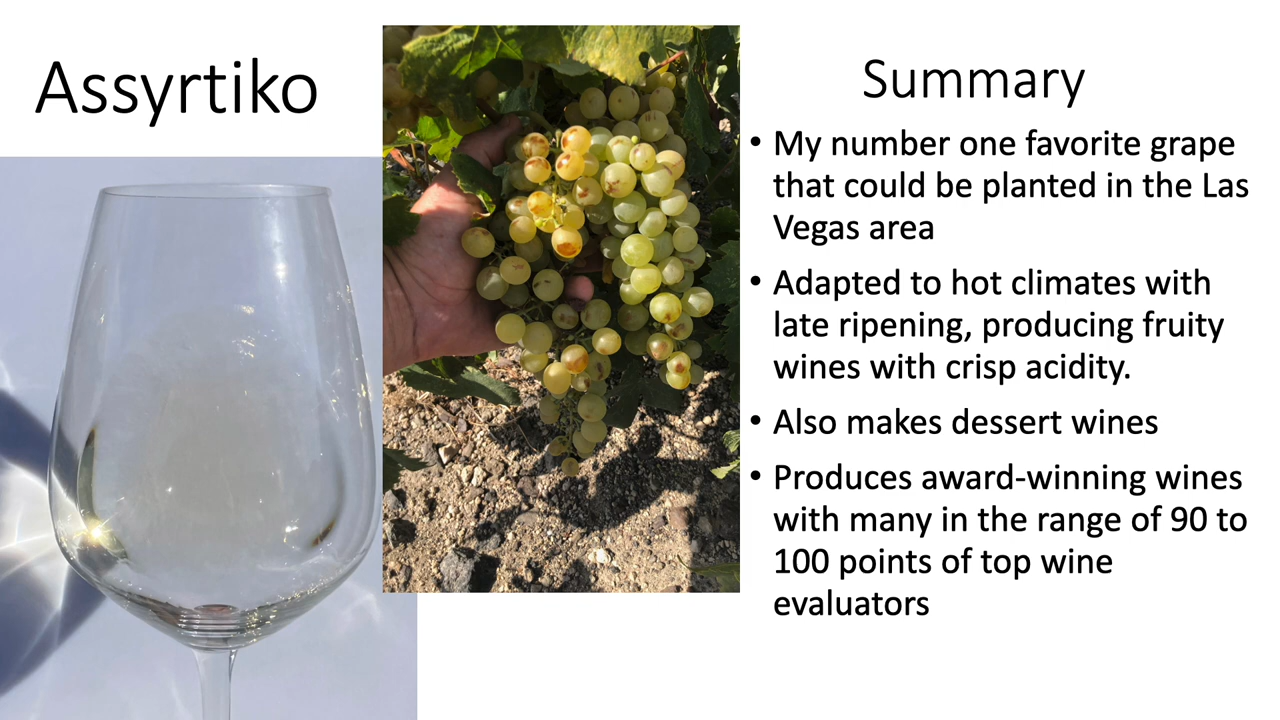 Assyrtiko
Summary
• My number one favorite grape
that could be planted in the Las
Vegas area
• Adapted to hot climates with
late ripening, producing fruity
wines with crisp acidity.
• Also makes dessert wines
• Produces award-winning wines
with many in the range of 90 to
100 points of top wine
evaluators